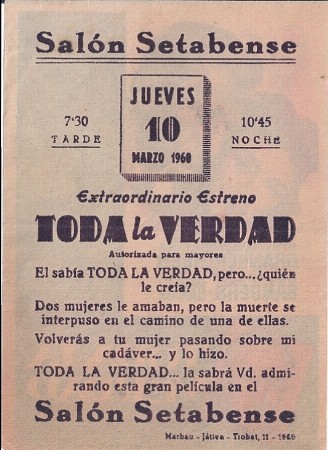 Salón Setabense
JUEVES
7'30
10
10'45
TARDE
MARZO 1960
NOCHE
Extraordinario Estreno
TODA la VERDAD
Autorizada para mayores
El sabía TODA LA VERDAD, pero...¿quién
le creía?
Dos mujeres le amaban, pero la muerte se
interpuso en el camino de una de ellas.
Volverás a tu mujer pasando sobre mi
cadáver... y lo hizo.
TODA LA VERDAD... la sabrá Vd. admi-
rando esta gran película en el
Salón Setabense
Marbau - Játiva - Trobat, 11 - 1960